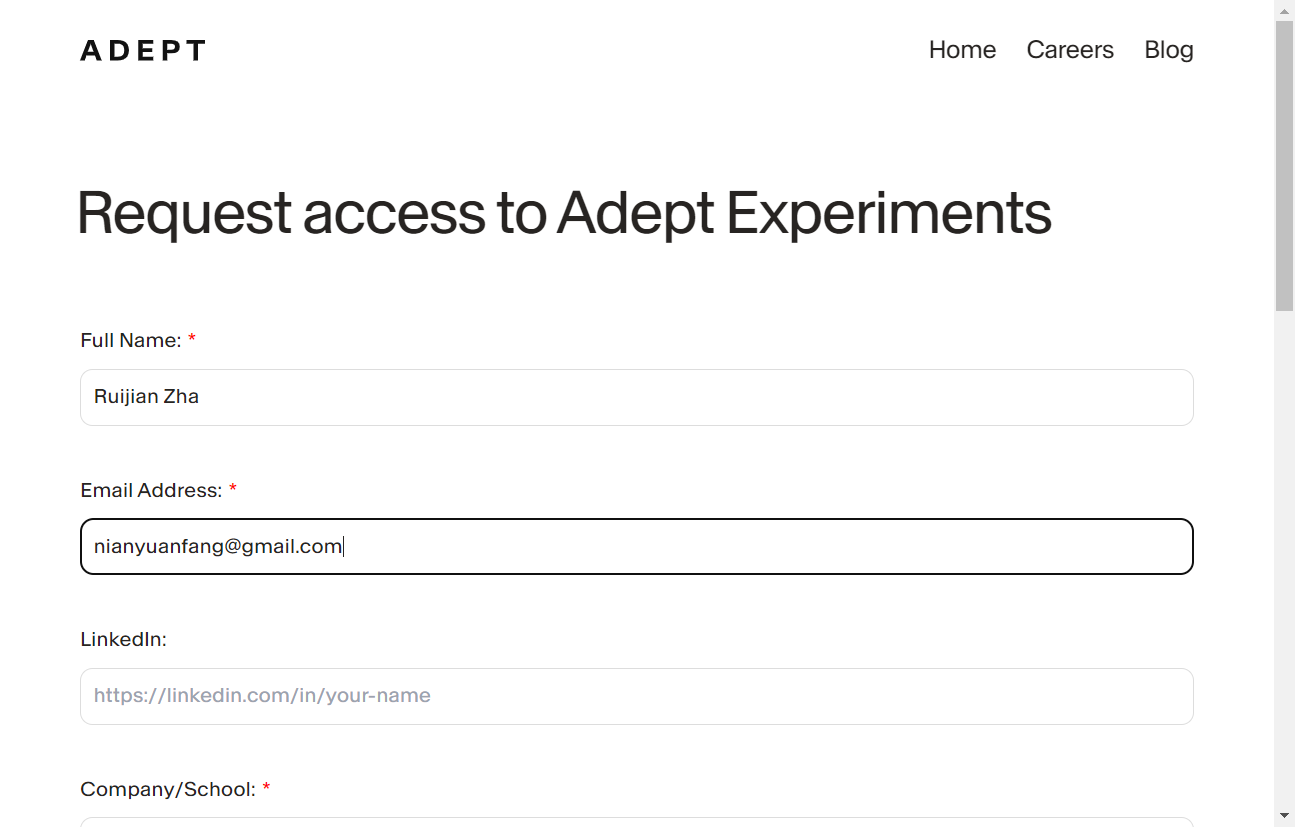 ADEPT
Home Careers Blog
Request access to Adept Experiments
Full Name: *
Ruijian Zha
Email Address: *
nianyuanfang@gmail.com
LinkedIn:
https://linkedin.com/in/your-name
Company/School: *